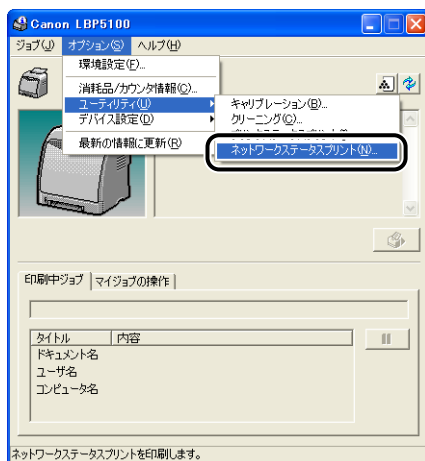 Canon LBP5100
ジョブ(J) オプション(S) ヘルプ(H)
環境設定(F)...
消耗品/カウンタ情報(C)...
ユーティリティ(U)
デバイス設定(D)
最新の情報に更新(R)
キャリブレーション(B)...
クリーニング(G)...
ネットワークステータスプリント(N)...
印刷中ジョブ マイジョブの操作
タイトル 内容
ドキュメント名
ユーザ名
コンピュータ名
ネットワークステータスプリントを印刷します。